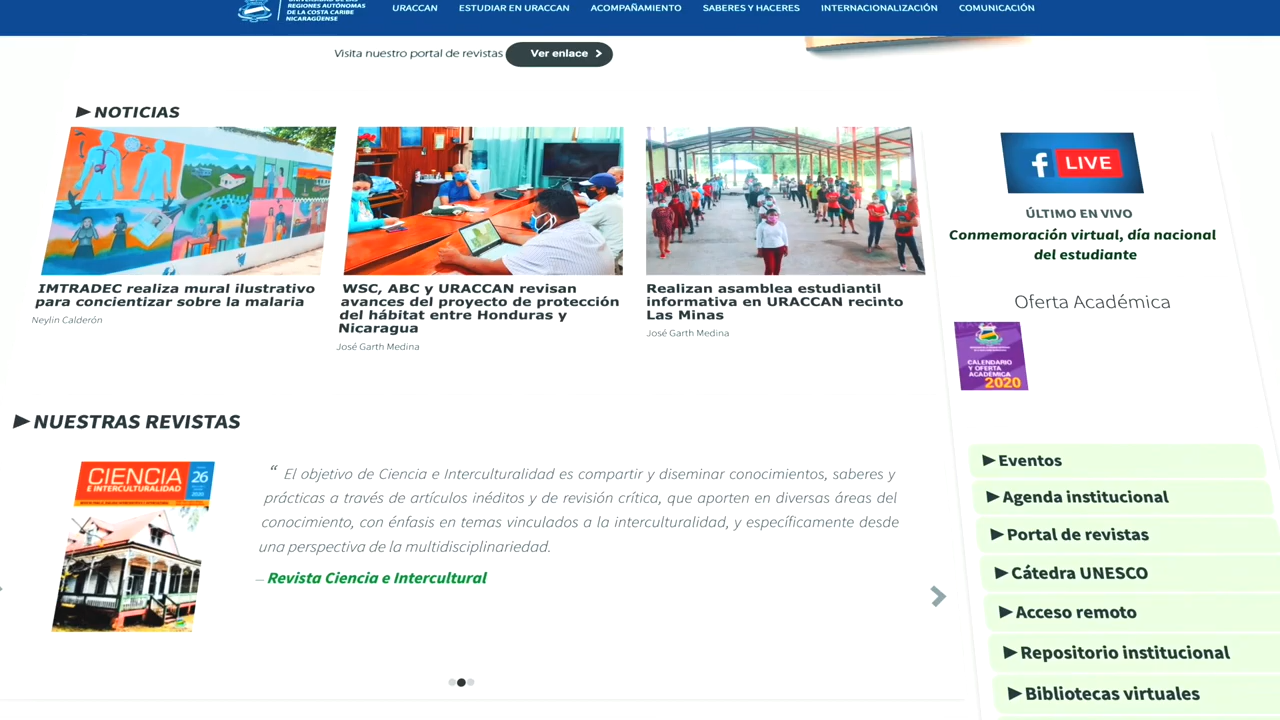 REGIONES AUTÓNOMAS
DE LA COSTA CARIBE
NICARAGÜENSE
URACCAN
ESTUDIAR EN URACCAN
ACOMPAÑAMIENTO
SABERES Y HACERES
INTERNACIONALIZACIÓN
COMUNICACIÓN
Visita nuestro portal de revistas
Ver enlace
NOTICIAS
IMTRADEC realiza mural ilustrativo
para concientizar sobre la malaria
Neylin Calderón
WSC, ABC y URACCAN revisan
avances del proyecto de protección
del hábitat entre Honduras y
Nicaragua
José Garth Medina
Realizan asamblea estudiantil
informativa en URACCAN recinto
Las Minas
José Garth Medina
f LIVE
ÚLTIMO EN VIVO
Conmemoración virtual, día nacional
del estudiante
Oferta Académica
CALENDARIO
Y OFERTA
ACADÉMICA
2020
NUESTRAS REVISTAS
CIENCIA
E INTERCULTURALIDAD
26
2020
“ El objetivo de Ciencia e Interculturalidad es compartir y diseminar conocimientos, saberes y
prácticas a través de artículos inéditos y de revisión crítica, que aporten en diversas áreas del
conocimiento, con énfasis en temas vinculados a la interculturalidad, y específicamente desde
una perspectiva de la multidisciplinariedad.
— Revista Ciencia e Intercultural
Eventos
Agenda institucional
Portal de revistas
Cátedra UNESCO
Acceso remoto
Repositorio institucional
Bibliotecas virtuales